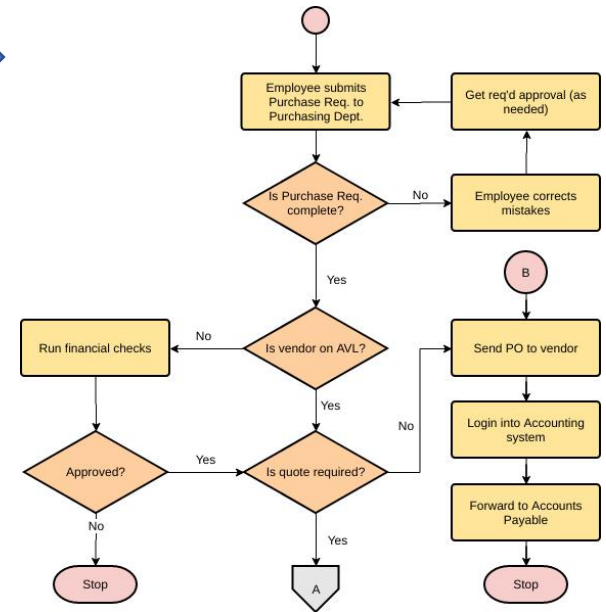 Employee submits
Purchase Req. to
Purchasing Dept.
Get req'd approval (as
needed)
Is Purchase Req.
complete?
No
Employee corrects
mistakes
Yes
B
Run financial checks
No
Is vendor on AVL?
Send PO to vendor
Yes
No
Login into Accounting
system
Approved?
Yes
Is quote required?
No
Yes
Forward to Accounts
Payable
Stop
A
Stop